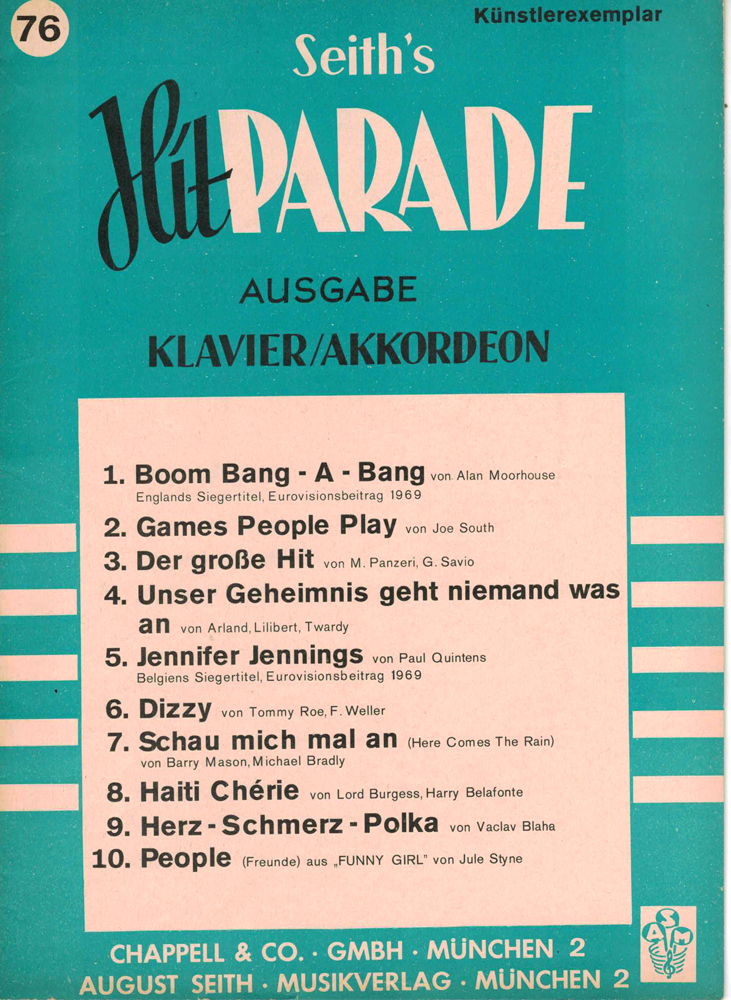 76
Künstlerexemplar
Seith's
Hit PARADE
AUSGABE
KLAVIER/AKKORDEON
1. Boom Bang - A - Bang von Alan Moorhouse
Englands Siegertitel, Eurovisionsbeitrag 1969
2. Games People Play von Joe South
3. Der große Hit von M. Panzeri, G. Savio
4. Unser Geheimnis geht niemand was
an von Arland, Lilibert, Twardy
5. Jennifer Jennings von Paul Quintens
Belgiens Siegertitel, Eurovisionsbeitrag 1969
6. Dizzy von Tommy Roe, F. Weller
7. Schau mich mal an (Here Comes The Rain)
von Barry Mason, Michael Bradly
8. Haiti Chérie von Lord Burgess, Harry Belafonte
9. Herz - Schmerz - Polka von Vaclav Blaha
10. People (Freunde) aus „FUNNY GIRL" von Jule Styne
CHAPPELL & CO. · GMBH · MÜNCHEN 2
AUGUST SEITH · MUSIKVERLAG · MÜNCHEN 2
A S M